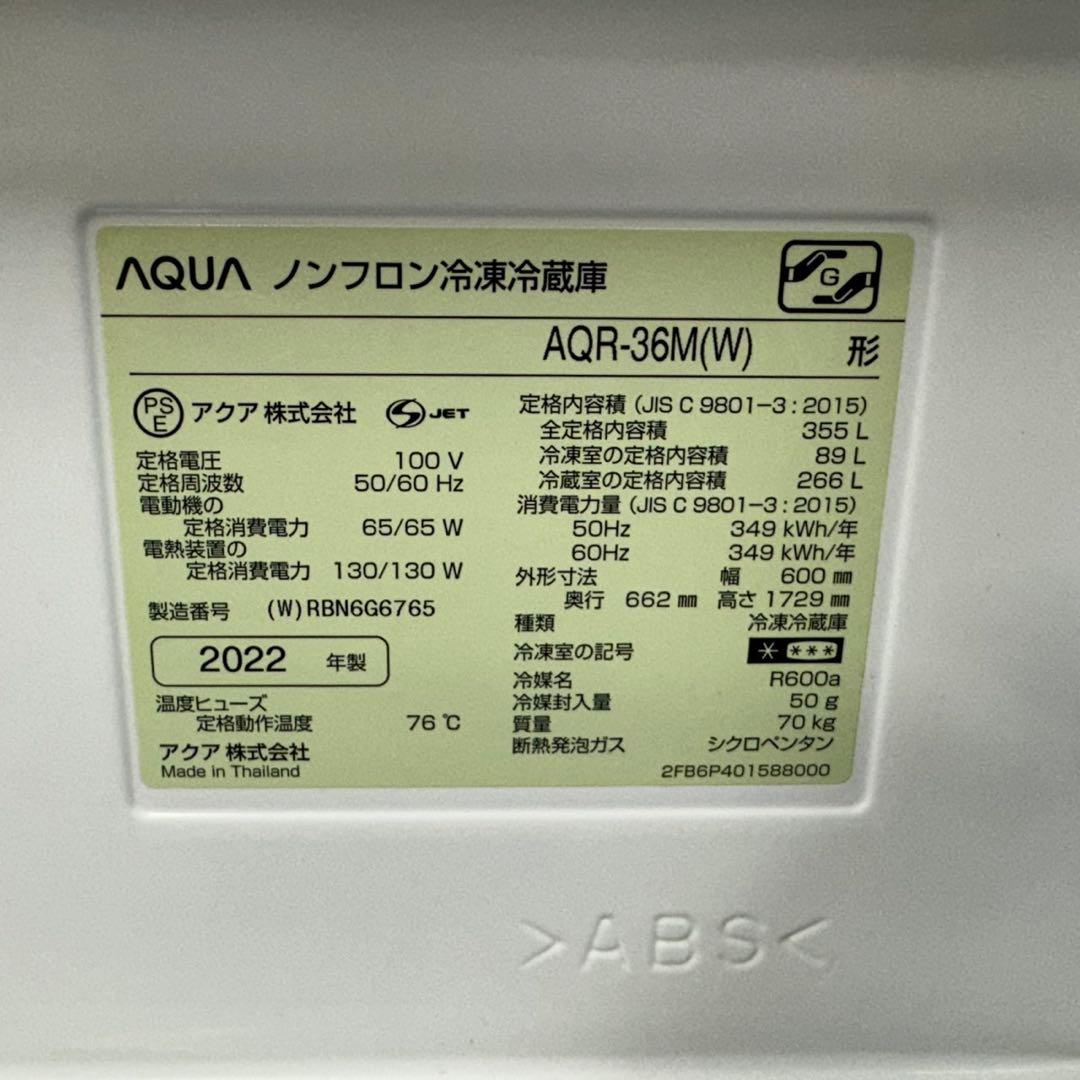 AQUA ノンフロン冷凍冷蔵庫
G
AQR-36M(W) 形
PSE アクア 株式会社 S JET
定格電圧 100 V
定格周波数 50/60 Hz
電動機の
定格消費電力 65/65 W
電熱装置の
定格消費電力 130/130 W
製造番号 (W)RBN6G6765
2022 年製
温度ヒューズ
定格動作温度 76 ℃
アクア 株式会社
Made in Thailand
定格内容積 (JIS C 9801-3 : 2015)
全定格内容積 355 L
冷凍室の定格内容積 89 L
冷蔵室の定格内容積 266 L
消費電力量 (JIS C 9801-3 : 2015)
50Hz 349 kWh/年
60Hz 349 kWh/年
外形寸法 幅 600 ㎜
奥行 662 ㎜ 高さ 1729 ㎜
種類 冷凍冷蔵庫
冷凍室の記号 * ***
冷媒名 R600a
冷媒封入量 50 g
質量 70 kg
断熱発泡ガス シクロペンタン
2FB6P401588000
>ABS<